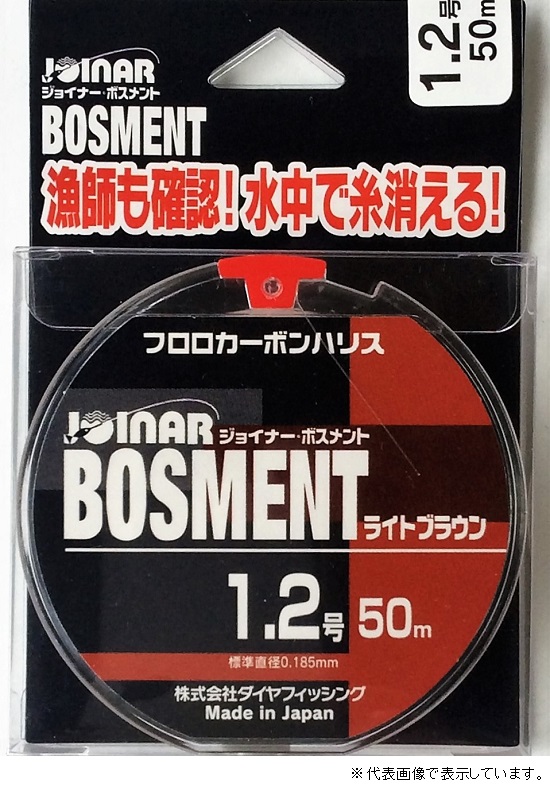 1.2号
50m
JOINAR
ジョイナー・ボスメント
BOSMENT
漁師も確認!水中で糸消える!
フロロカーボンハリス
JOINAR ジョイナー・ボスメント
BOSMENT ライトブラウン
1.2号 50m
標準直径0.185mm
株式会社ダイヤフィッシング
Made in Japan
※代表画像で表示しています。